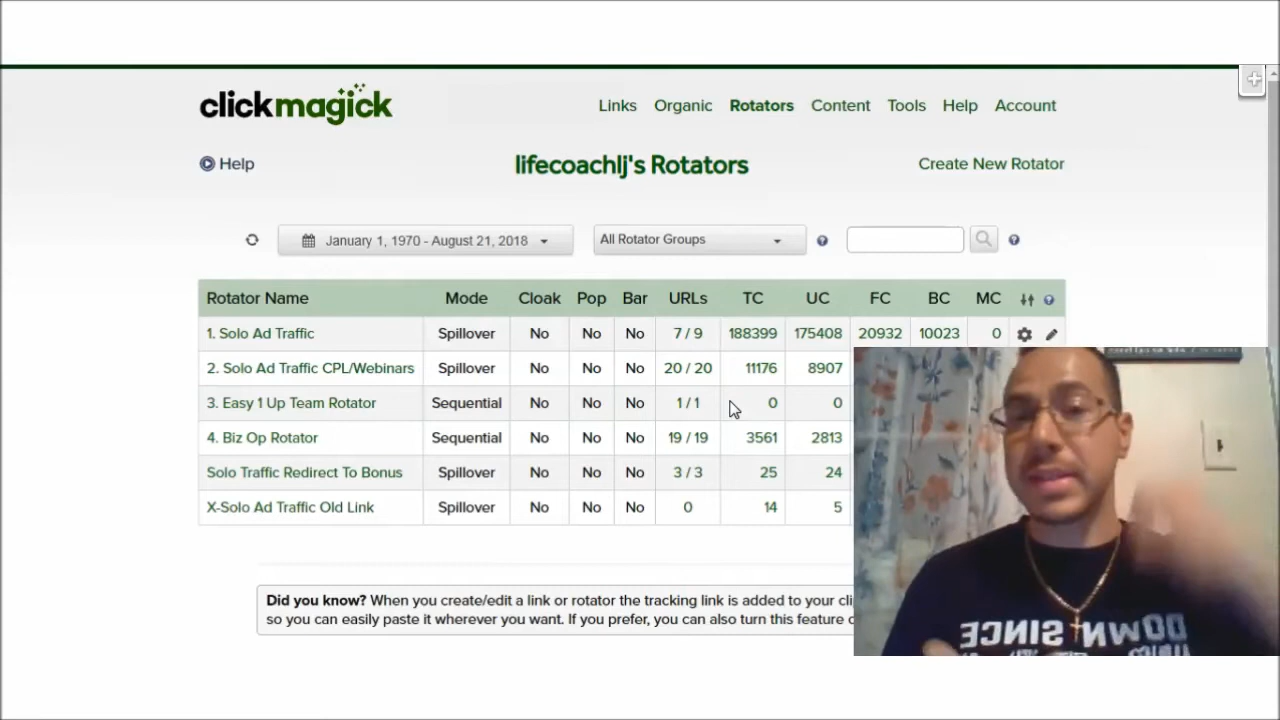 clickmagick
Links Organic Rotators Content Tools Help Account
Help lifecoachlj's Rotators Create New Rotator
January 1, 1970 - August 21, 2018 All Rotator Groups
Rotator Name Mode Cloak Pop Bar URLs TC UC FC BC MC
1. Solo Ad Traffic Spillover No No No 7 / 9 188399 175408 20932 10023 0
2. Solo Ad Traffic CPL/Webinars Spillover No No No 20 / 20 11176 8907
3. Easy 1 Up Team Rotator Sequential No No No 1 / 1 0 0
4. Biz Op Rotator Sequential No No No 19 / 19 3561 2813
Solo Traffic Redirect To Bonus Spillover No No No 3 / 3 25 24
X-Solo Ad Traffic Old Link Spillover No No No 0 14 5
Did you know? When you create/edit a link or rotator the tracking link is added to your cli
so you can easily paste it wherever you want. If you prefer, you can also turn this feature
DOWN SINCE